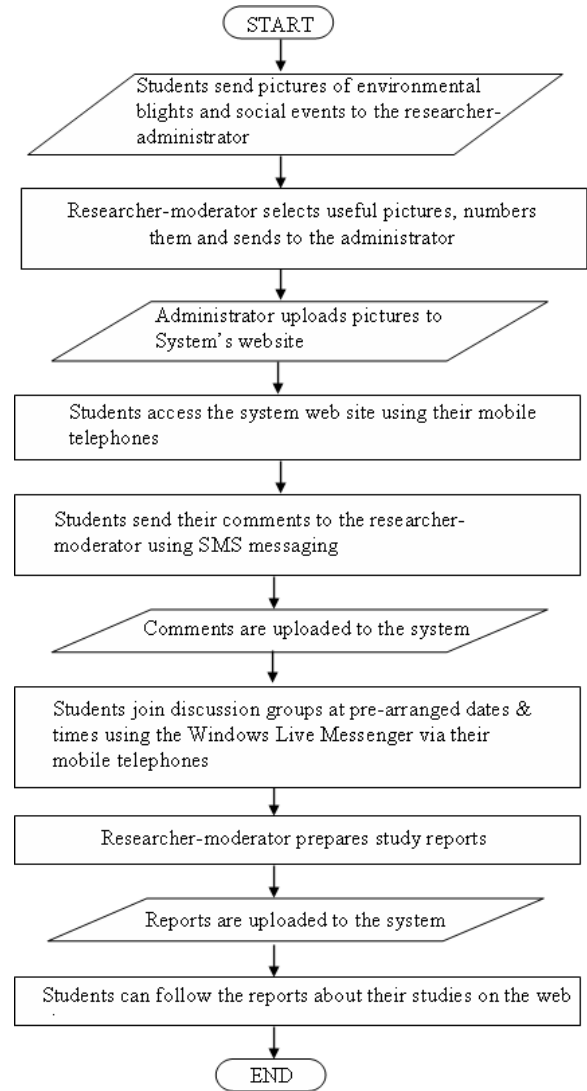 START
Students send pictures of environmental
blights and social events to the researcher-
administrator
Researcher-moderator selects useful pictures, numbers
them and sends to the administrator
Administrator uploads pictures to
System's website
Students access the system web site using their mobile
telephones
Students send their comments to the researcher-
moderator using SMS messaging
Comments are uploaded to the system
Students join discussion groups at pre-arranged dates &
times using the Windows Live Messenger via their
mobile telephones
Researcher-moderator prepares study reports
Reports are uploaded to the system
Students can follow the reports about their studies on the web
END